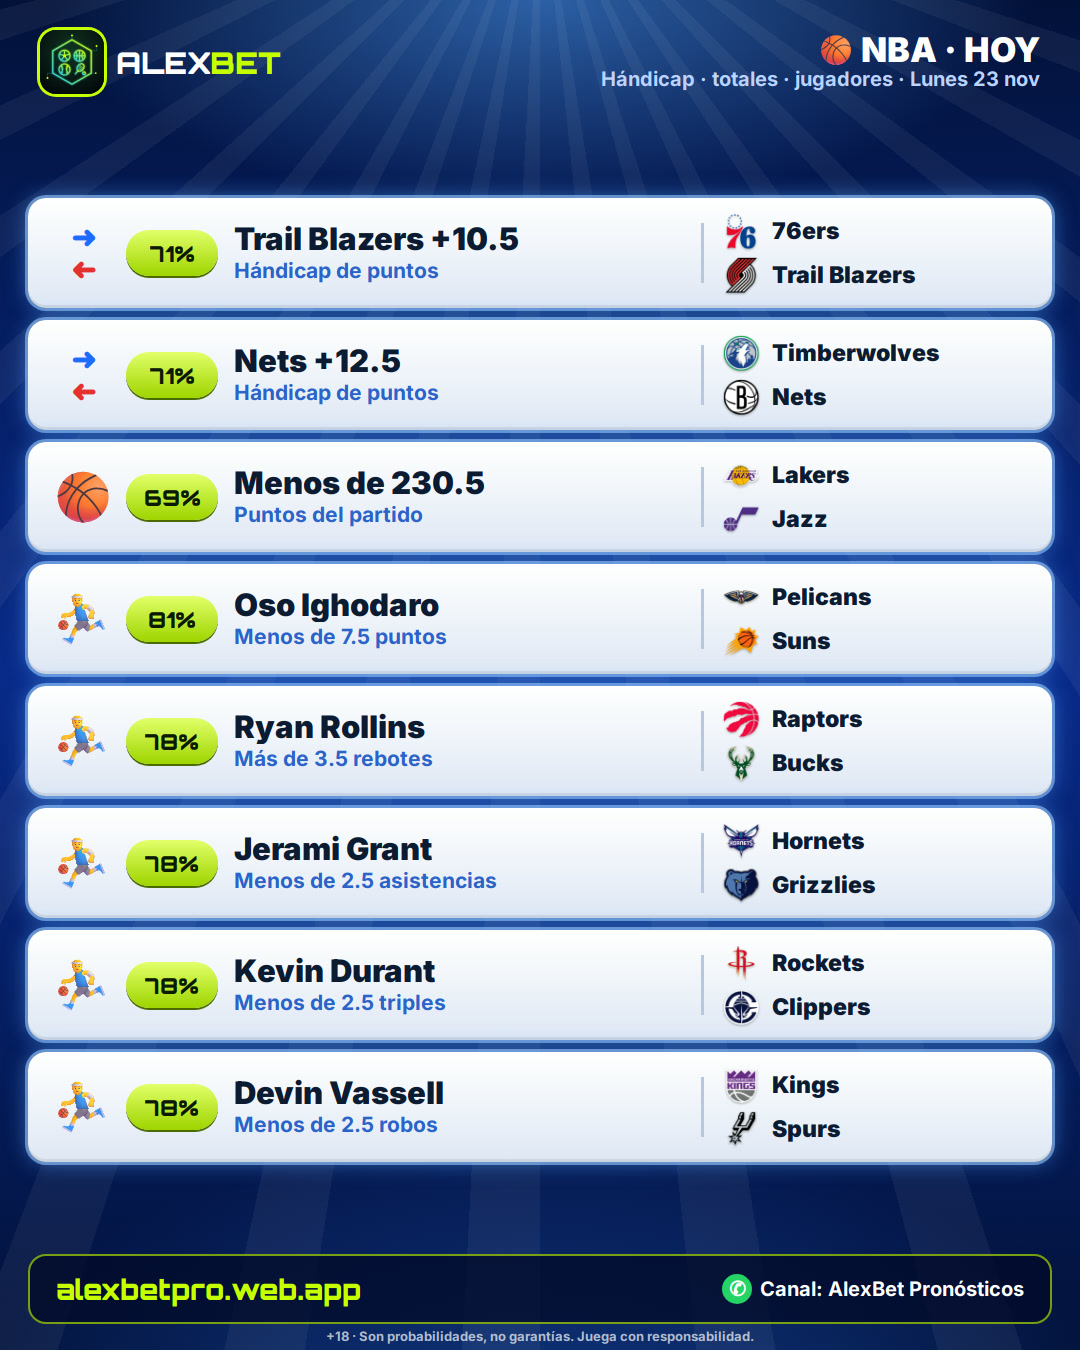 ALEXBET
🏀 NBA · HOY
Hándicap · totales · jugadores · Lunes 23 nov
71%
Trail Blazers +10.5
Hándicap de puntos
76ers
Trail Blazers
71%
Nets +12.5
Hándicap de puntos
Timberwolves
Nets
69%
Menos de 230.5
Puntos del partido
Lakers
Jazz
81%
Oso Ighodaro
Menos de 7.5 puntos
Pelicans
Suns
78%
Ryan Rollins
Más de 3.5 rebotes
Raptors
Bucks
78%
Jerami Grant
Menos de 2.5 asistencias
Hornets
Grizzlies
78%
Kevin Durant
Menos de 2.5 triples
Rockets
Clippers
78%
Devin Vassell
Menos de 2.5 robos
Kings
Spurs
alexbetpro.web.app
Canal: AlexBet Pronósticos
+18 · Son probabilidades, no garantías. Juega con responsabilidad.